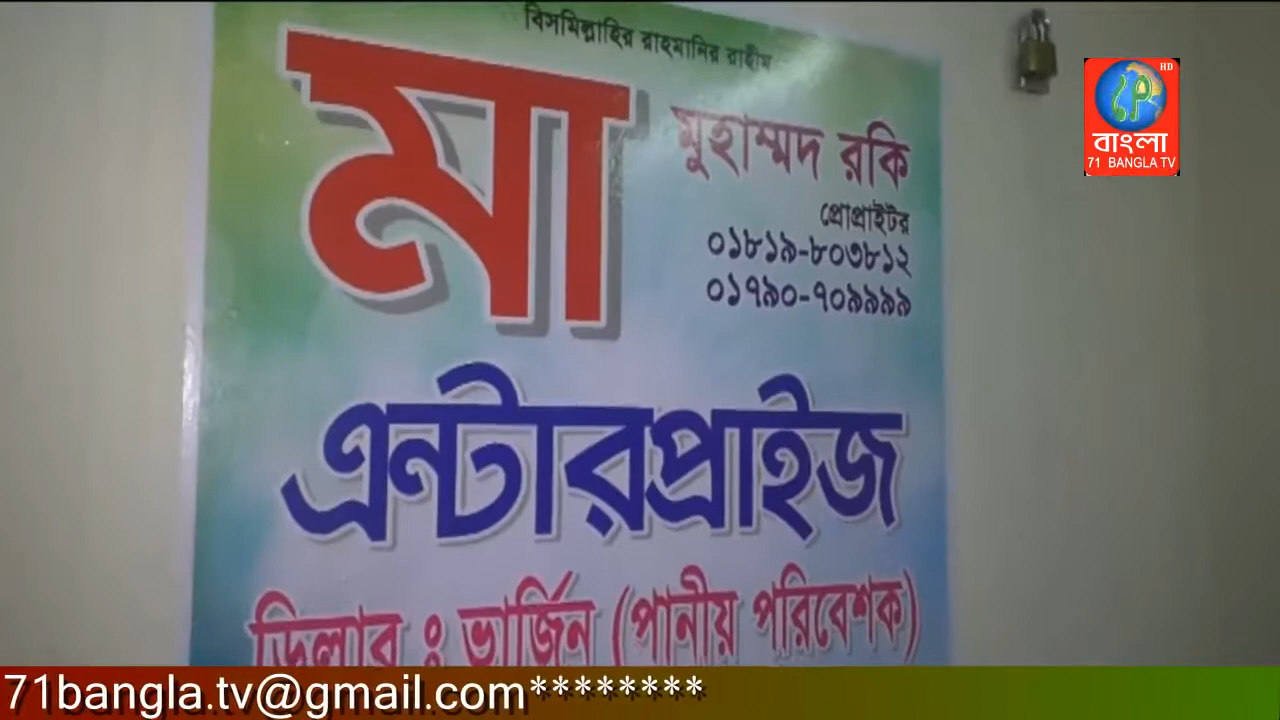 বিসমিল্লাহির রাহমানির রাহীম
মা
মুহাম্মদ রকি
প্রোপ্রাইটর
০১৮১৯-৮০৩৮১২
০১৭৯০-৭০৯৯৯৯
এন্টারপ্রাইজ
ডিলার ঃ ভার্জিন (পানীয় পরিবেশক)
HD
বাংলা
71 BANGLA TV
71bangla.tv@gmail.com********